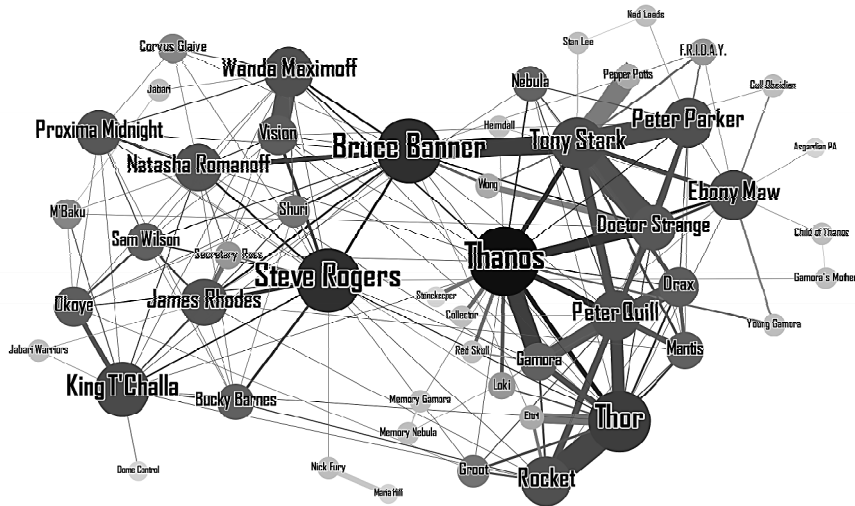 Ned Leeds
Stan Lee
Corvus Glaive
F.R.I.D.A.Y.
Wanda Maximoff
Pepper Potts
Nebula
Cull Obsidian
Jabari
Peter Parker
Proxima Midnight
Vision
Heimdall
Tony Stark
Bruce Banner
Asgardian PA
Natasha Romanoff
Wong
Ebony Maw
M'Baku
Shuri
Doctor Strange
Sam Wilson
Child of Thanos
Secretary Ross
Thanos
Steve Rogers
Gamora's Mother
Drax
Okoye
James Rhodes
Stonekeeper
Collector
Peter Quill
Young Gamora
Jabari Warriors
Red Skull
Mantis
Gamora
King T'Challa
Loki
Bucky Barnes
Memory Gamora
Eitri
Thor
Memory Nebula
Dome Control
Nick Fury
Groot
Rocket
Maria Hill